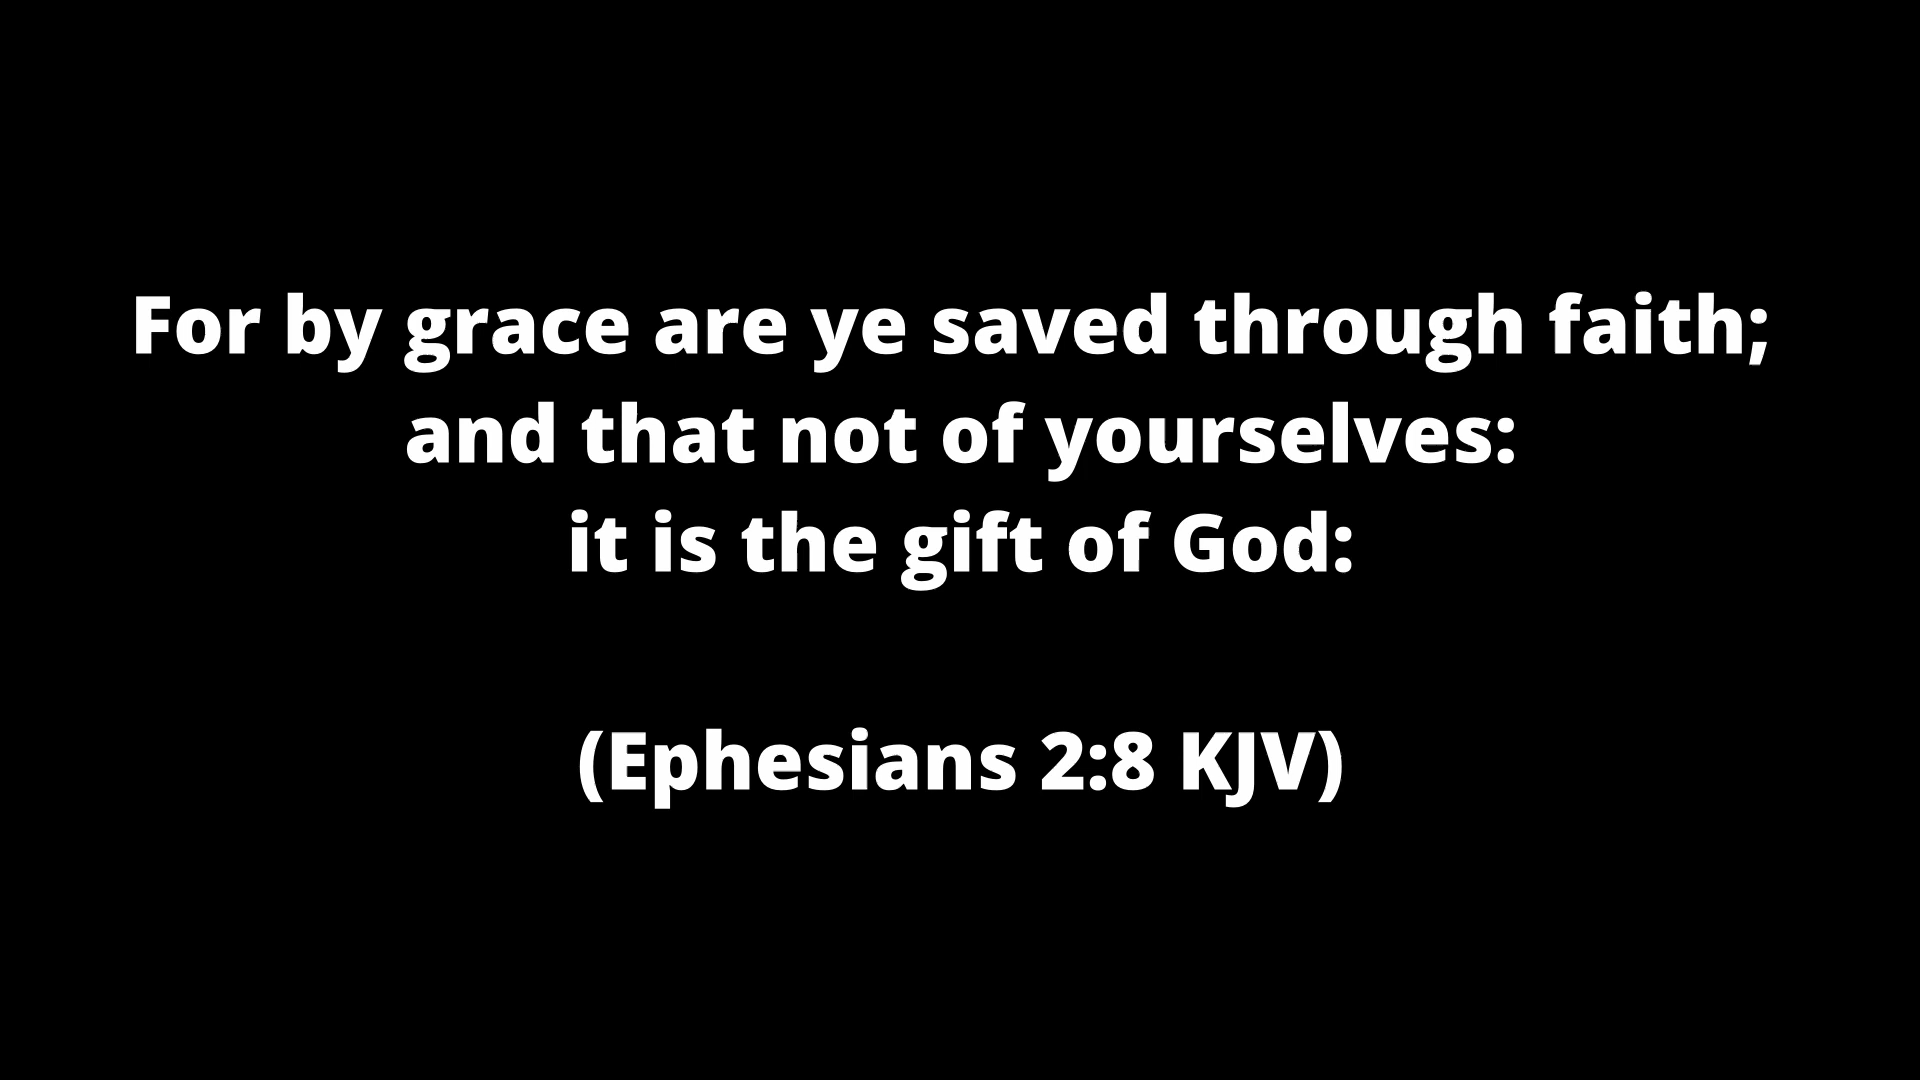 For by grace are ye saved through faith;
and that not of yourselves:
it is the gift of God:
(Ephesians 2:8 KJV)